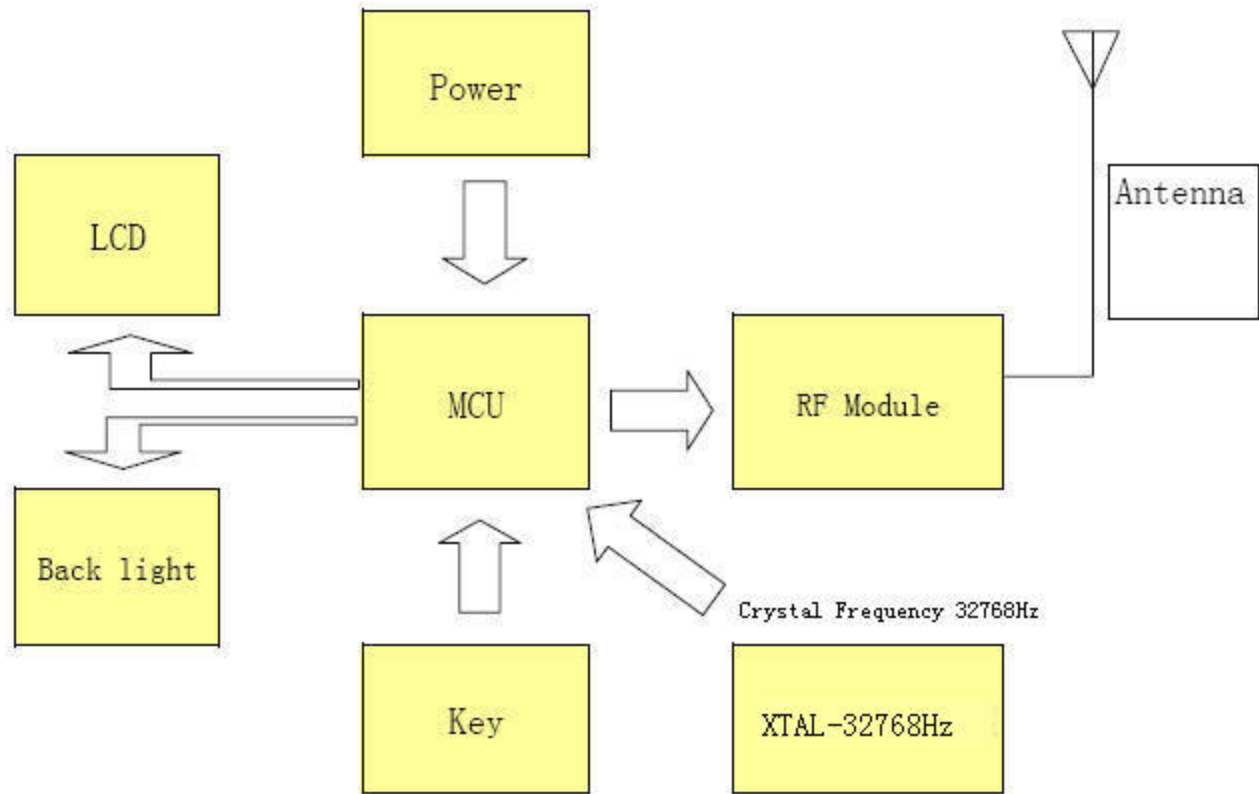 Power
LCD
Antenna
MCU
RF Module
Back light
Crystal Frequency 32768Hz
Key
XTAL-32768Hz